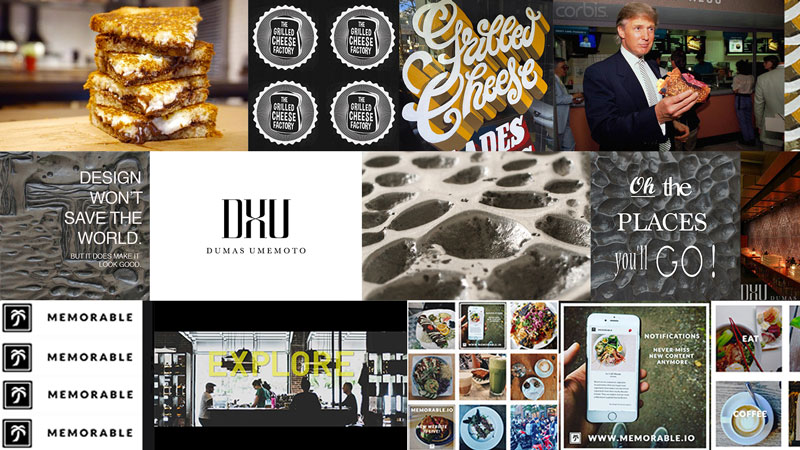 THE
GRILLED
CHEESE
FACTORY
THE
GRILLED
CHEESE
FACTORY
THE
GRILLED
CHEESE
FACTORY
THE
GRILLED
CHEESE
FACTORY
Grilled
Cheese
corbis
DESIGN
WON'T
SAVE THE
WORLD.
BUT IT DOES MAKE IT
LOOK GOOD.
DXU
DUMAS UMEMOTO
Oh the
PLACES
you'll GO!
DXU
DUMAS
MEMORABLE
MEMORABLE
MEMORABLE
MEMORABLE
EXPLORE
MEMORABLE.IO
NEW WEBSITE
IS LIVE!
NOTIFICATIONS
NEVER MISS
NEW CONTENT
ANYMORE.
WWW.MEMORABLE.IO
EAT
COFFEE